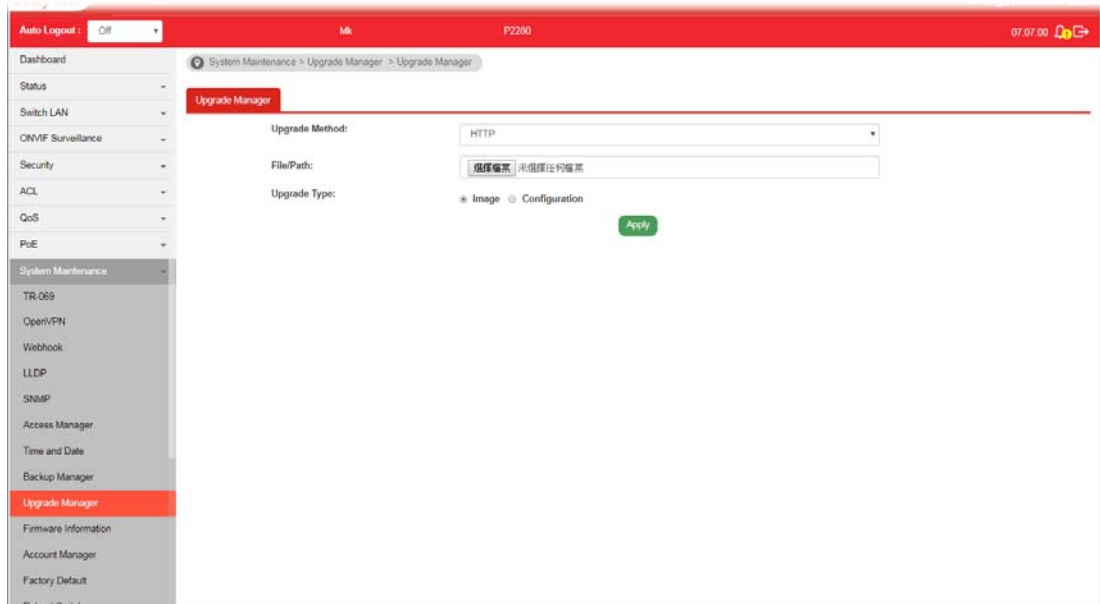 Auto Logout : Off Mk P2280 07:07:00
Dashboard
System Maintenance > Upgrade Manager > Upgrade Manager
Status
Switch LAN
ONVIF Surveillance
Security
ACL
QoS
PoE
System Maintenance
TR-069
OpenVPN
Webhook
LLDP
SNMP
Access Manager
Time and Date
Backup Manager
Upgrade Manager
Firmware Information
Account Manager
Factory Default
Upgrade Manager
Upgrade Method: HTTP
File/Path: 選擇檔案 未選擇任何檔案
Upgrade Type: Image Configuration
Apply